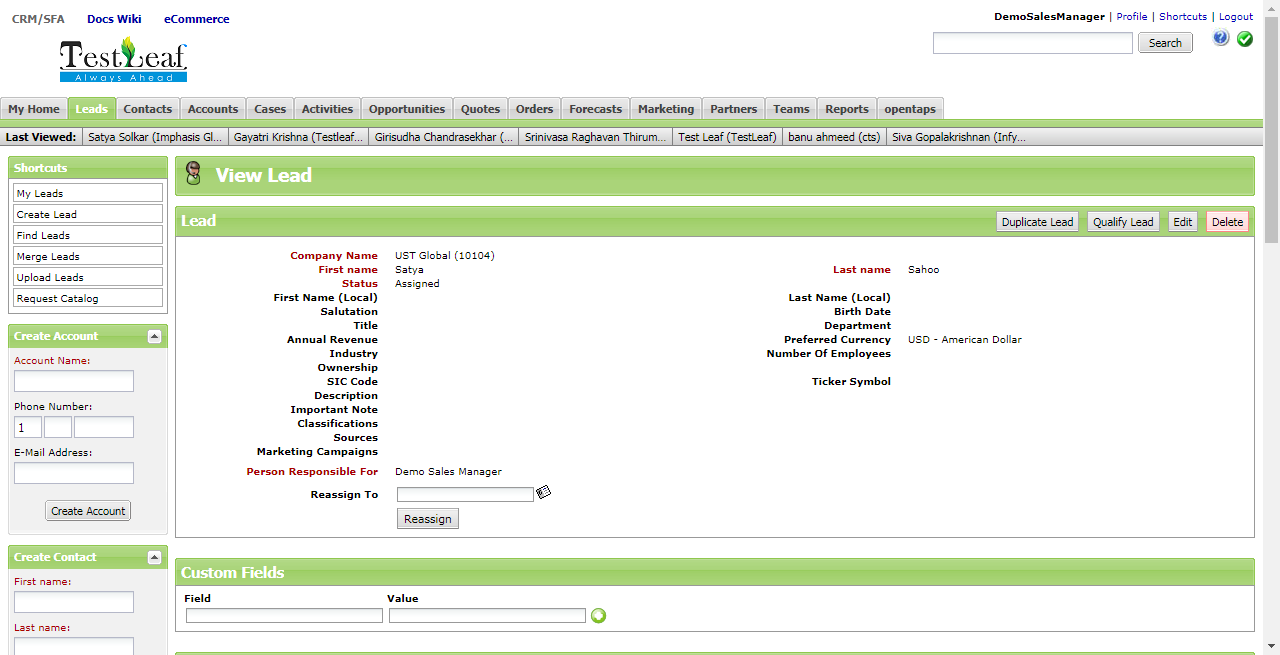 CRM/SFA Docs Wiki eCommerce
DemoSalesManager | Profile | Shortcuts | Logout
Search
TestLeaf
Always Ahead
My Home Leads Contacts Accounts Cases Activities Opportunities Quotes Orders Forecasts Marketing Partners Teams Reports opentaps
Last Viewed: Satya Solkar (Imphasis Gl... Gayatri Krishna (Testleaf... Girisudha Chandrasekhar (... Srinivasa Raghavan Thirum... Test Leaf (TestLeaf) banu ahmeed (cts) Siva Gopalakrishnan (Infy...
Shortcuts
My Leads
Create Lead
Find Leads
Merge Leads
Upload Leads
Request Catalog
Create Account
Account Name:
Phone Number:
1
E-Mail Address:
Create Account
Create Contact
First name:
Last name:
View Lead
Lead
Duplicate Lead Qualify Lead Edit Delete
Company Name UST Global (10104)
First name Satya Last name Sahoo
Status Assigned
First Name (Local) Last Name (Local)
Salutation Birth Date
Title Department
Annual Revenue Preferred Currency USD - American Dollar
Industry Number Of Employees
Ownership
SIC Code Ticker Symbol
Description
Important Note
Classifications
Sources
Marketing Campaigns
Person Responsible For Demo Sales Manager
Reassign To
Reassign
Custom Fields
Field Value